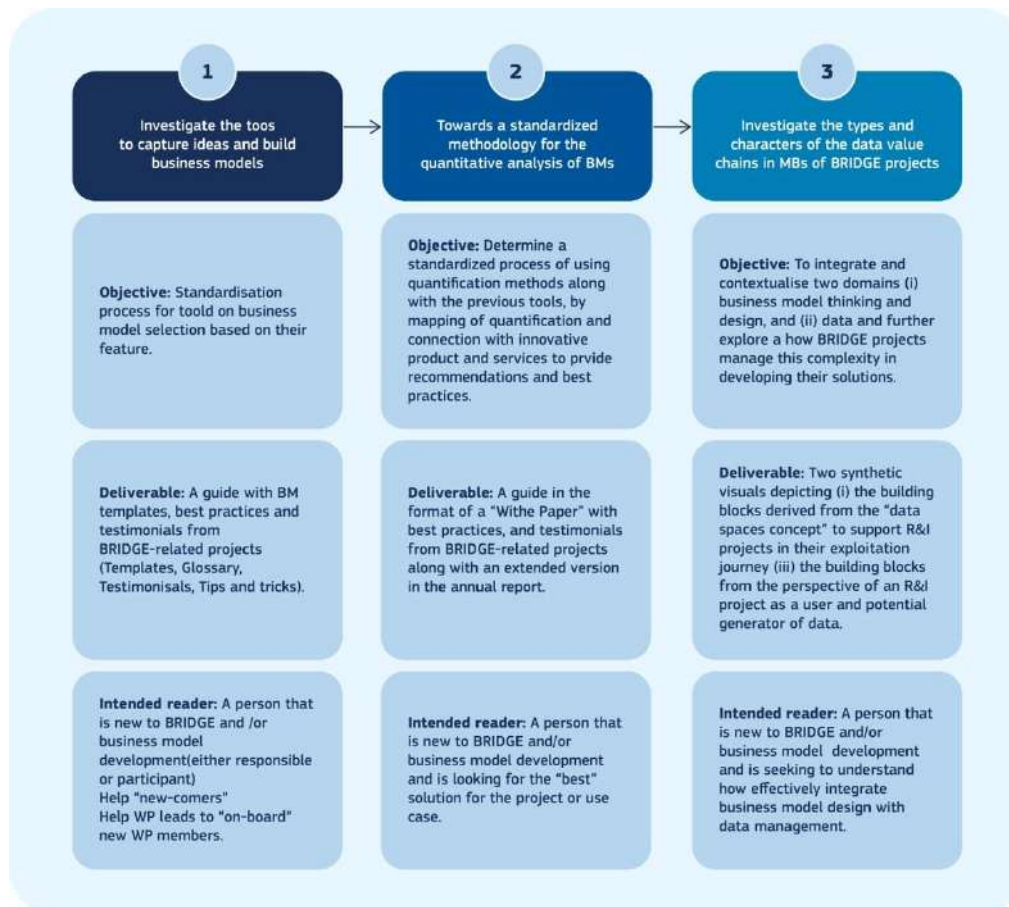 1
Investigate the toos
to capture ideas and build
business models
2
Towards a standardized
methodology for the
quantitative analysis of BMs
3
Investigate the types and
characters of the data value
chains in MBs of BRIDGE projects
Objective: Standardisation
process for toold on business
model selection based on their
feature.
Objective: Determine a
standardized process of using
quantification methods along
with the previous tools, by
mapping of quantification and
connection with innovative
product and services to prvide
recommendations and best
practices.
Objective: To integrate and
contextualise two domains (i)
business model thinking and
design, and (ii) data and further
explore a how BRIDGE projects
manage this complexity in
developing their solutions.
Deliverable: A guide with BM
templates, best practices and
testimonials from
BRIDGE-related projects
(Templates, Glossary,
Testimonisals, Tips and tricks).
Deliverable: A guide in the
format of a "Withe Paper" with
best practices, and testimonials
from BRIDGE-related projects
along with an extended version
in the annual report.
Deliverable: Two synthetic
visuals depicting (i) the building
blocks derived from the "data
spaces concept" to support R&I
projects in their exploitation
journey (iii) the building blocks
from the perspective of an R&I
project as a user and potential
generator of data.
Intended reader: A person that
is new to BRIDGE and /or
business model
development(either responsible
or participant)
Help "new-comers"
Help WP leads to "on-board"
new WP members.
Intended reader: A person that
is new to BRIDGE and/or
business model development
and is looking for the "best"
solution for the project or use
case.
Intended reader: A person that
is new to BRIDGE and/or
business model development
and is seeking to understand
how effectively integrate
business model design with
data management.